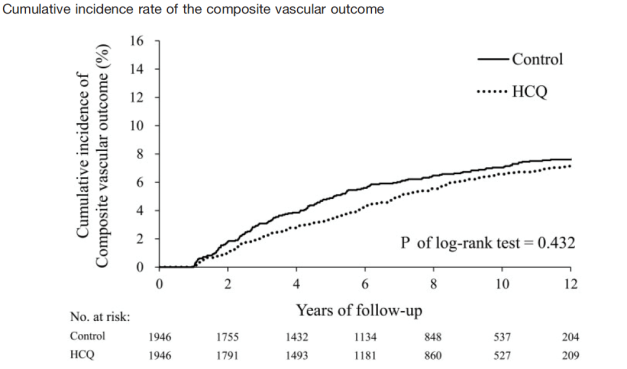 Cumulative incidence rate of the composite vascular outcome
Cumulative incidence of
Composite vascular outcome (%)
16
14
12
10
8
6
4
2
0
Control
HCQ
P of log-rank test = 0.432
0 2 4 6 8 10 12
Years of follow-up
No. at risk:
Control 1946 1755 1432 1134 848 537 204
HCQ 1946 1791 1493 1181 860 527 209